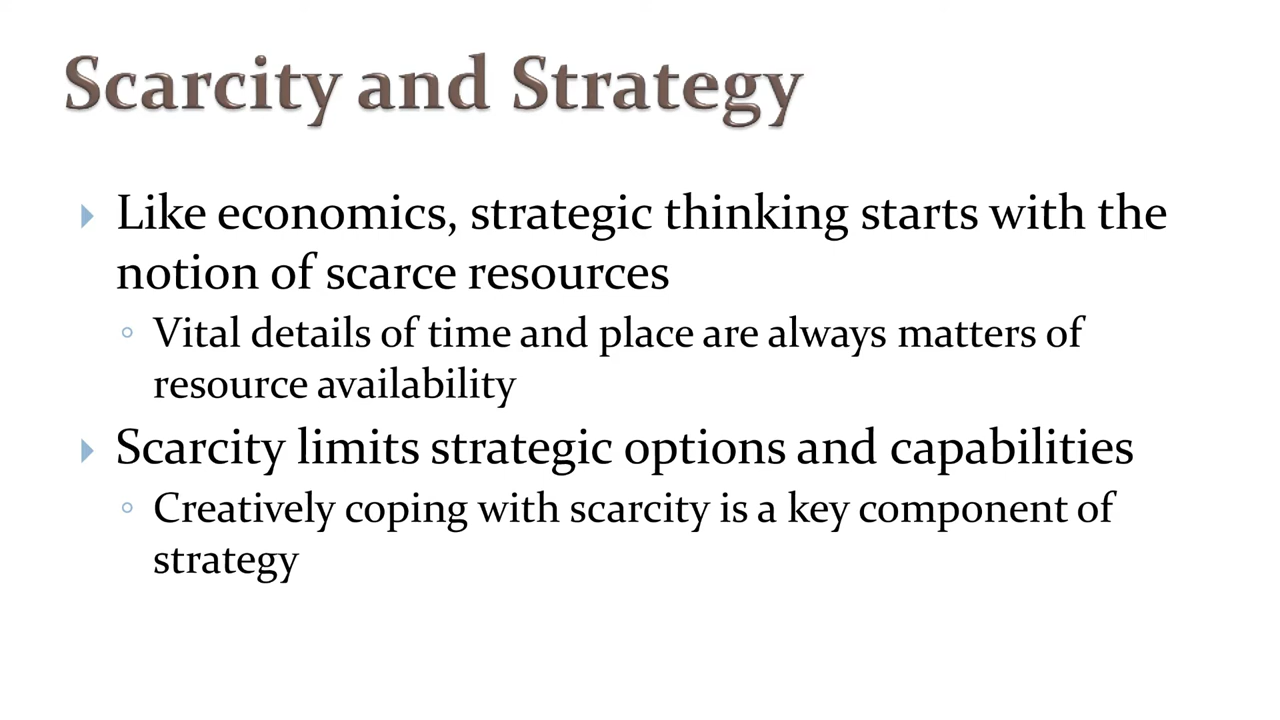 Scarcity and Strategy
Like economics, strategic thinking starts with the
notion of scarce resources
Vital details of time and place are always matters of
resource availability
Scarcity limits strategic options and capabilities
Creatively coping with scarcity is a key component of
strategy